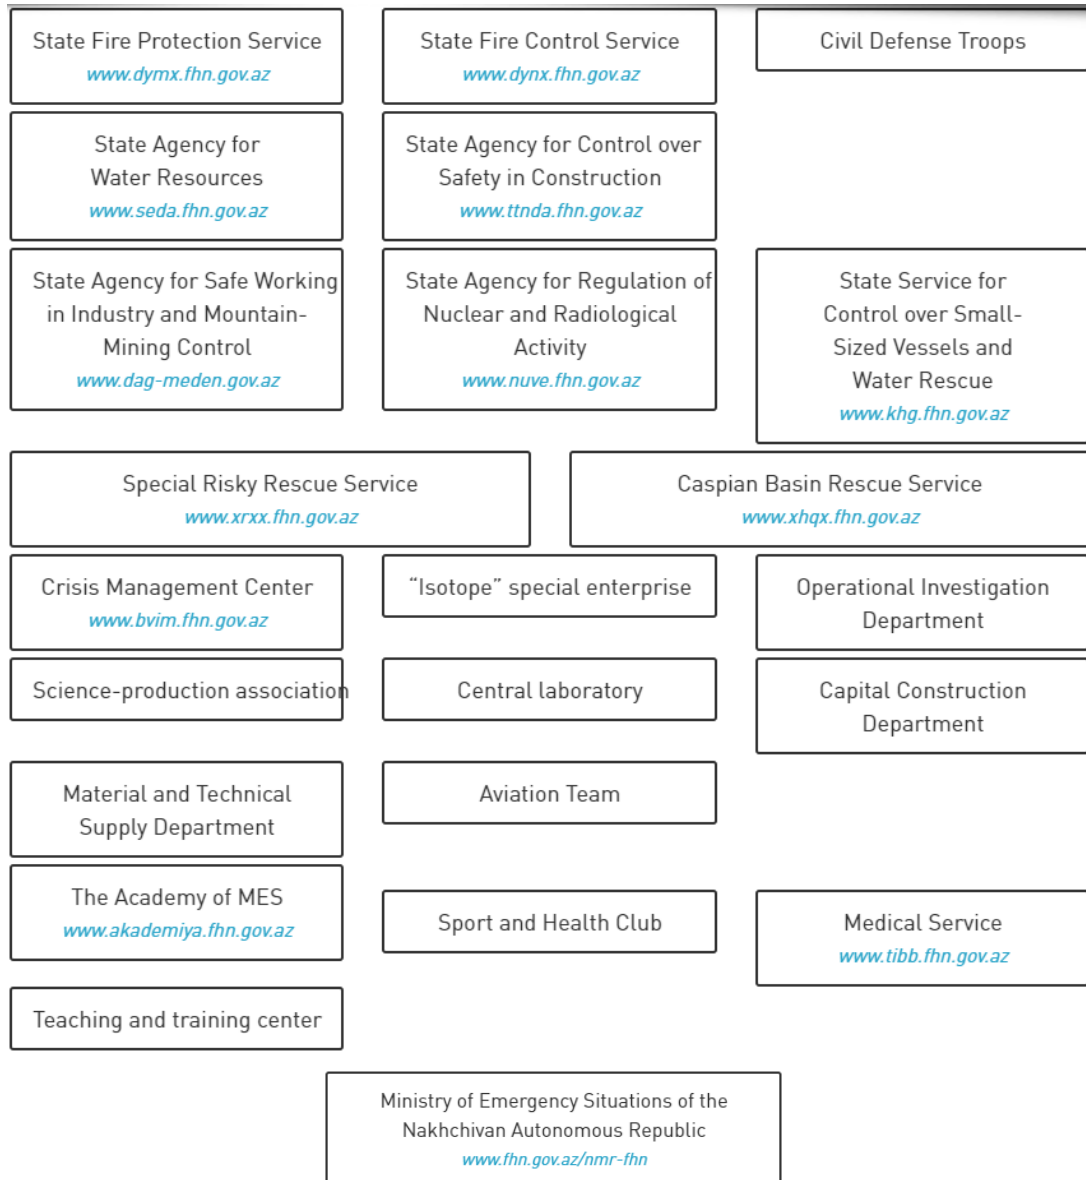 State Fire Protection Service
www.dymx.fhn.gov.az
State Fire Control Service
www.dynx.fhn.gov.az
Civil Defense Troops
State Agency for
Water Resources
www.seda.fhn.gov.az
State Agency for Control over
Safety in Construction
www.ttnda.fhn.gov.az
State Agency for Safe Working
in Industry and Mountain-
Mining Control
www.dag-meden.gov.az
State Agency for Regulation of
Nuclear and Radiological
Activity
www.nuve.fhn.gov.az
State Service for
Control over Small-
Sized Vessels and
Water Rescue
www.khg.fhn.gov.az
Special Risky Rescue Service
www.xrxx.fhn.gov.az
Caspian Basin Rescue Service
www.xhqx.fhn.gov.az
Crisis Management Center
www.bvim.fhn.gov.az
“Isotope” special enterprise
Operational Investigation
Department
Science-production association
Central laboratory
Capital Construction
Department
Material and Technical
Supply Department
Aviation Team
The Academy of MES
www.akademiya.fhn.gov.az
Sport and Health Club
Medical Service
www.tibb.fhn.gov.az
Teaching and training center
Ministry of Emergency Situations of the
Nakhchivan Autonomous Republic
www.fhn.gov.az/nmr-fhn